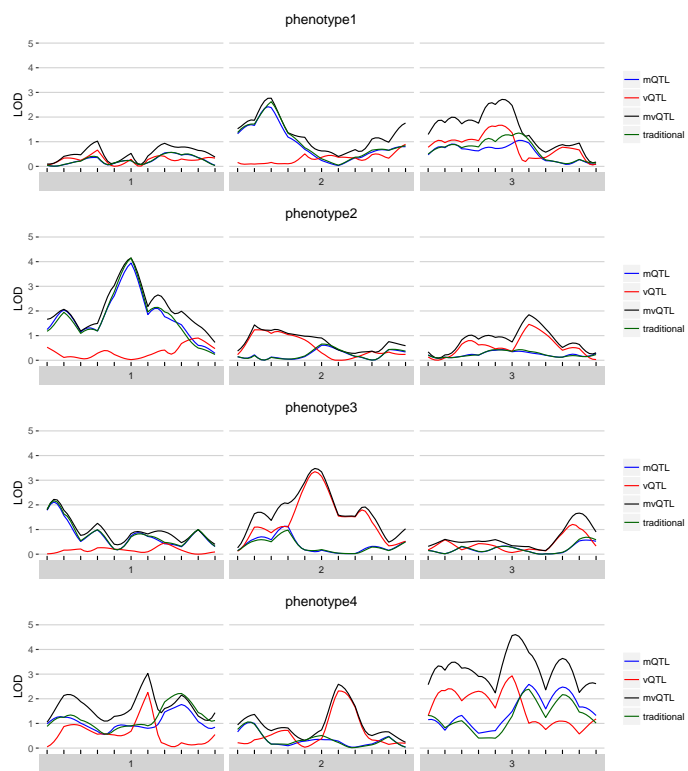 phenotype1
LOD
5
4
3
2
1
0
1
2
3
mQTL
vQTL
mvQTL
traditional
phenotype2
LOD
5
4
3
2
1
0
1
2
3
mQTL
vQTL
mvQTL
traditional
phenotype3
LOD
5
4
3
2
1
0
1
2
3
mQTL
vQTL
mvQTL
traditional
phenotype4
LOD
5
4
3
2
1
0
1
2
3
mQTL
vQTL
mvQTL
traditional